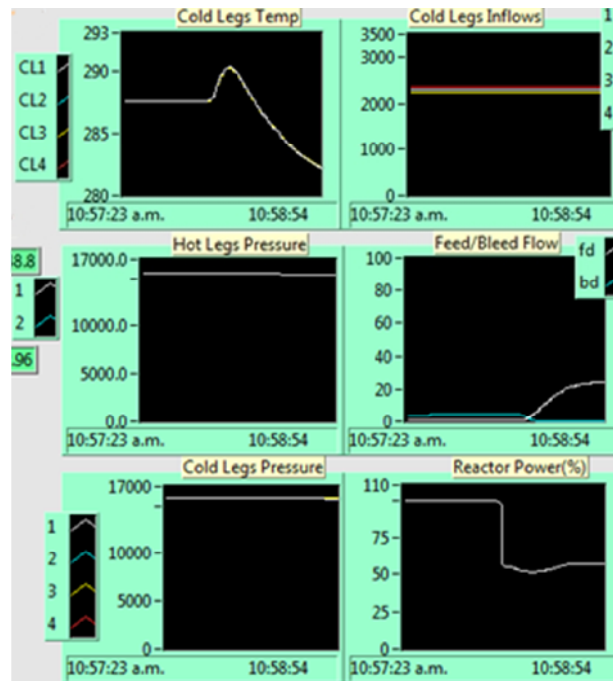 Cold Legs Temp
293
290
285
280
CL1
CL2
CL3
CL4
10:57:23 a.m. 10:58:54
Cold Legs Inflows
3500
3000
2000
1000
0
1
2
3
4
10:57:23 a.m. 10:58:54
Hot Legs Pressure
17000.0
10000.0
5000.0
0.0
8.8
1
2
.96
10:57:23 a.m. 10:58:54
Feed/Bleed Flow
100
80
60
40
20
0
fd
bd
10:57:23 a.m. 10:58:54
Cold Legs Pressure
17000
10000
5000
0
1
2
3
4
10:57:23 a.m. 10:58:54
Reactor Power(%)
110
75
50
25
0
10:57:23 a.m. 10:58:54